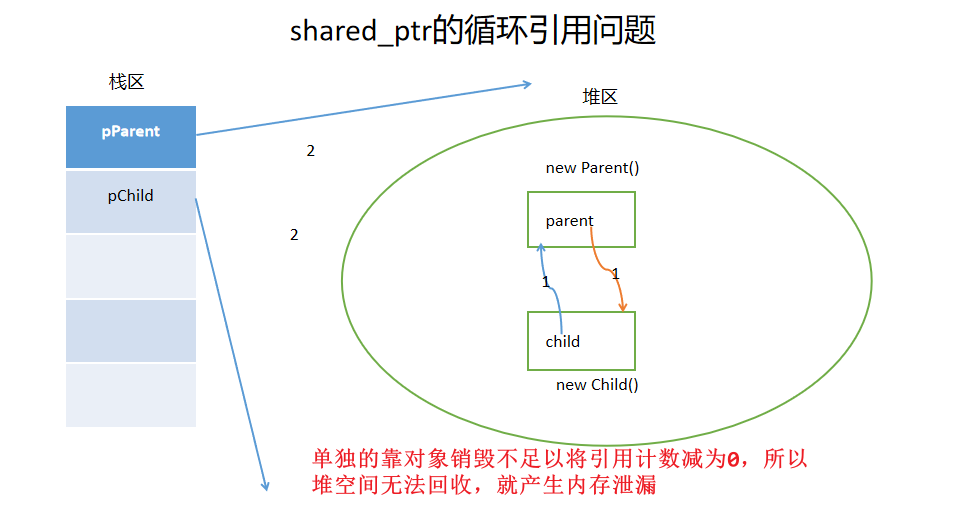 shared_ptr的循环引用问题
栈区
堆区
pParent
2
new Parent()
pChild
parent
2
1
1
child
new Child()
单独的靠对象销毁不足以将引用计数减为0，所以
堆空间无法回收，就产生内存泄漏